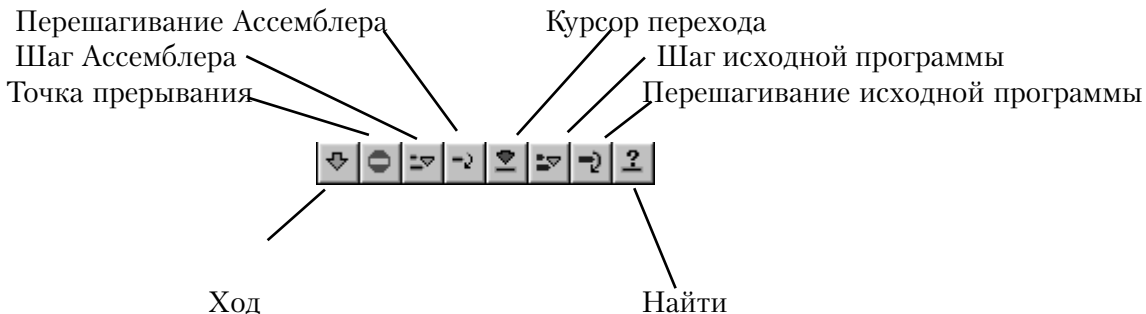 Перешагивание Ассемблера
Курсор перехода
Шаг Ассемблера
Шаг исходной программы
Точка прерывания
Перешагивание исходной программы
?
Ход
Найти